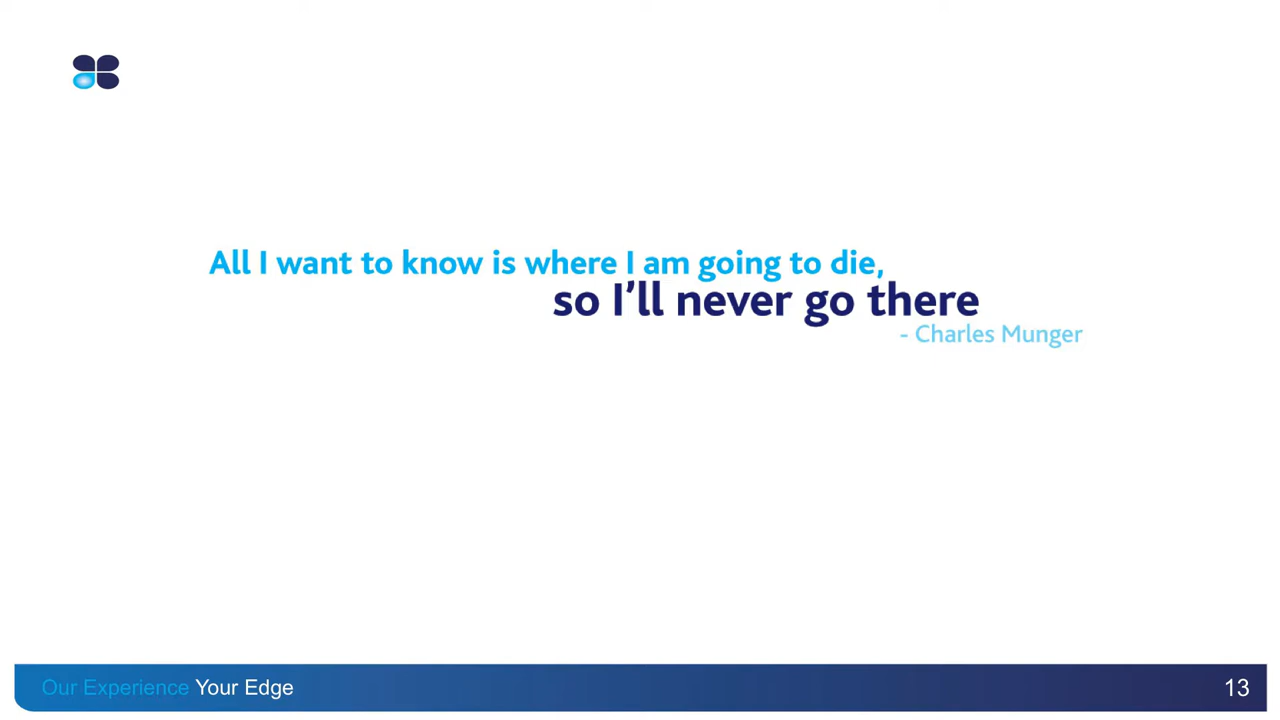 All I want to know is where I am going to die,
so I’ll never go there
- Charles Munger
Our Experience Your Edge
13